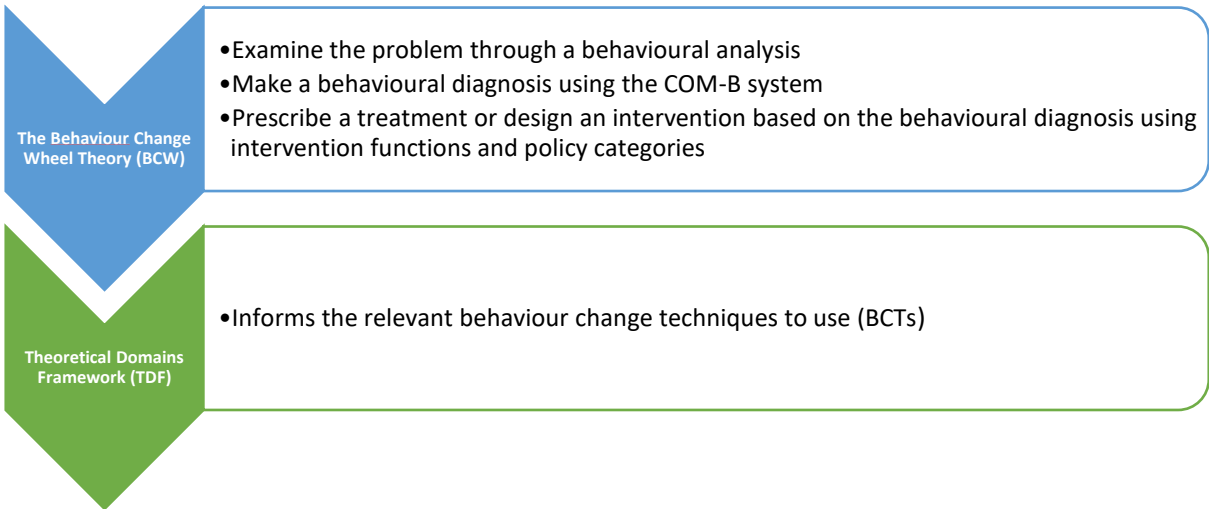 The Behaviour Change
Wheel Theory (BCW)
•Examine the problem through a behavioural analysis
•Make a behavioural diagnosis using the COM-B system
•Prescribe a treatment or design an intervention based on the behavioural diagnosis using
intervention functions and policy categories
Theoretical Domains
Framework (TDF)
•Informs the relevant behaviour change techniques to use (BCTs)